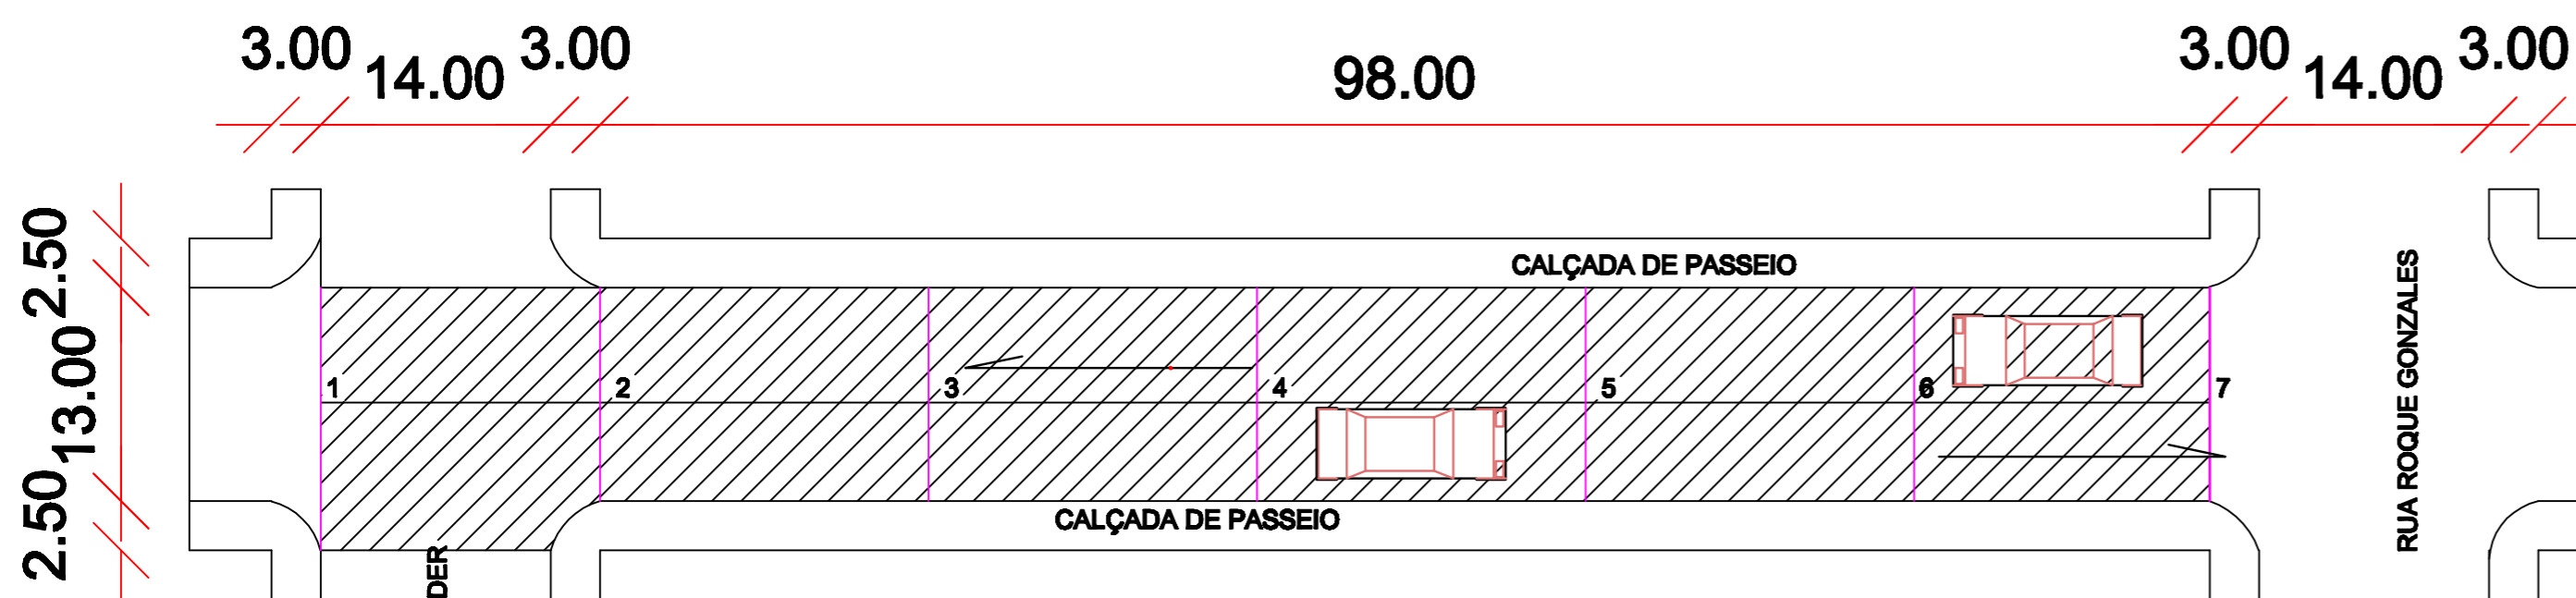 3.00 14.00 3.00 98.00 3.00 14.00 3.00
2.50
13.00
2.50
CALÇADA DE PASSEIO
1 2 3 4 5 6 7
CALÇADA DE PASSEIO
DER
RUA ROQUE GONZALES